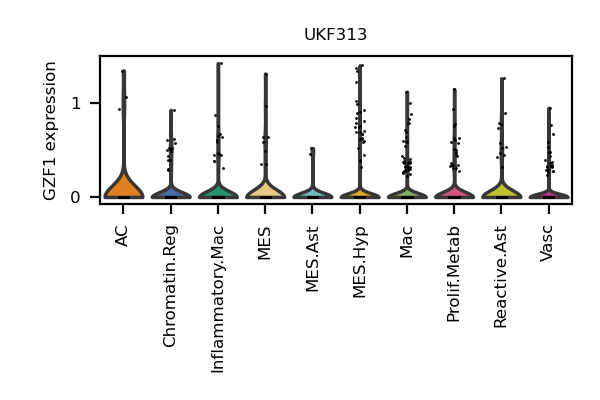 UKF313
GZF1 expression
1
0
AC
Chromatin.Reg
Inflammatory.Mac
MES
MES.Ast
MES.Hyp
Mac
Prolif.Metab
Reactive.Ast
Vasc